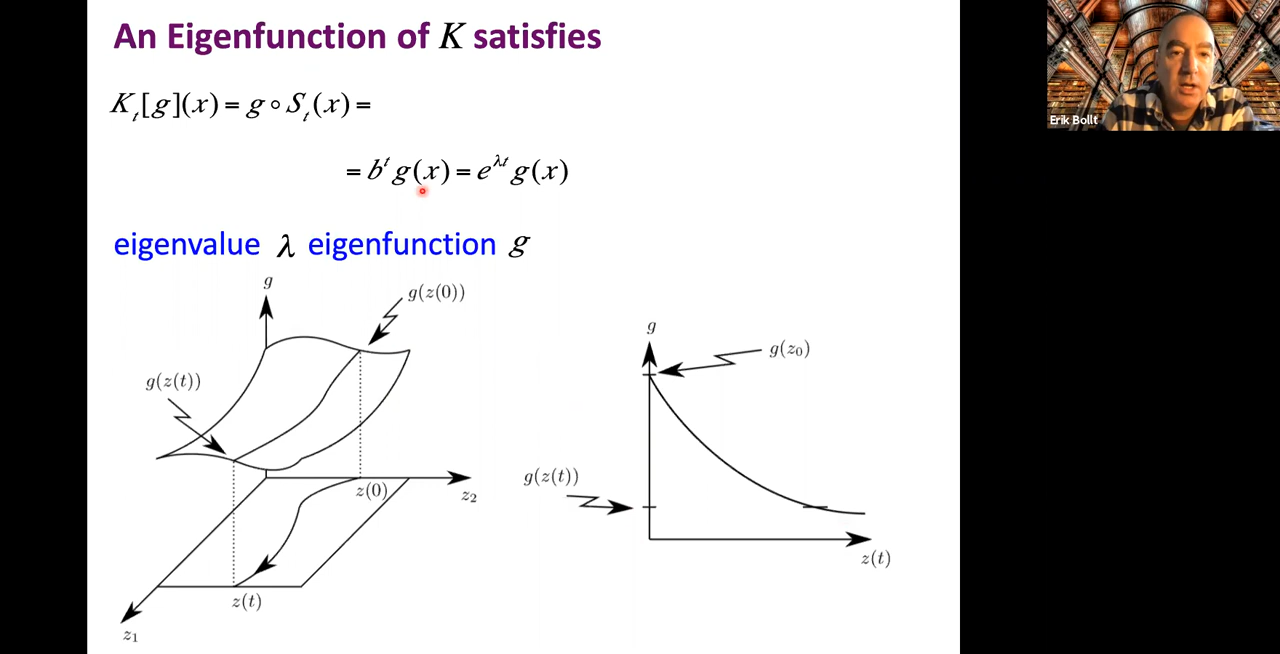 An Eigenfunction of K satisfies
K_t[g](x) = g ∘ S_t(x) =
= b^t g(x) = e^{λt} g(x)
eigenvalue λ eigenfunction g
g
g(z(0))
g(z(t))
z(0)
z_2
z(t)
z_1
g
g(z_0)
g(z(t))
z(t)
Erik Bollt